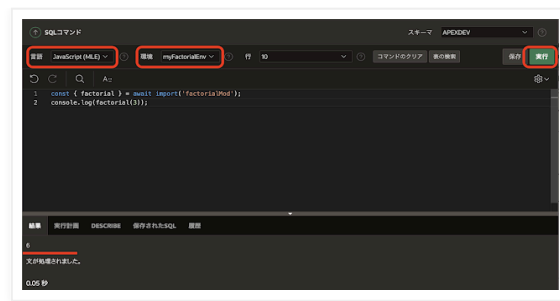 SQLコマンド
スキーマ APEXDEV
言語 JavaScript (MLE) 環境 myFactorialEnv 行 10 コマンドのクリア 表の検索 保存 実行
1 const { factorial } = await import('factorialMod');
2 console.log(factorial(3));
結果 実行計画 DESCRIBE 保存されたSQL 履歴
6
文が処理されました。
0.05 秒